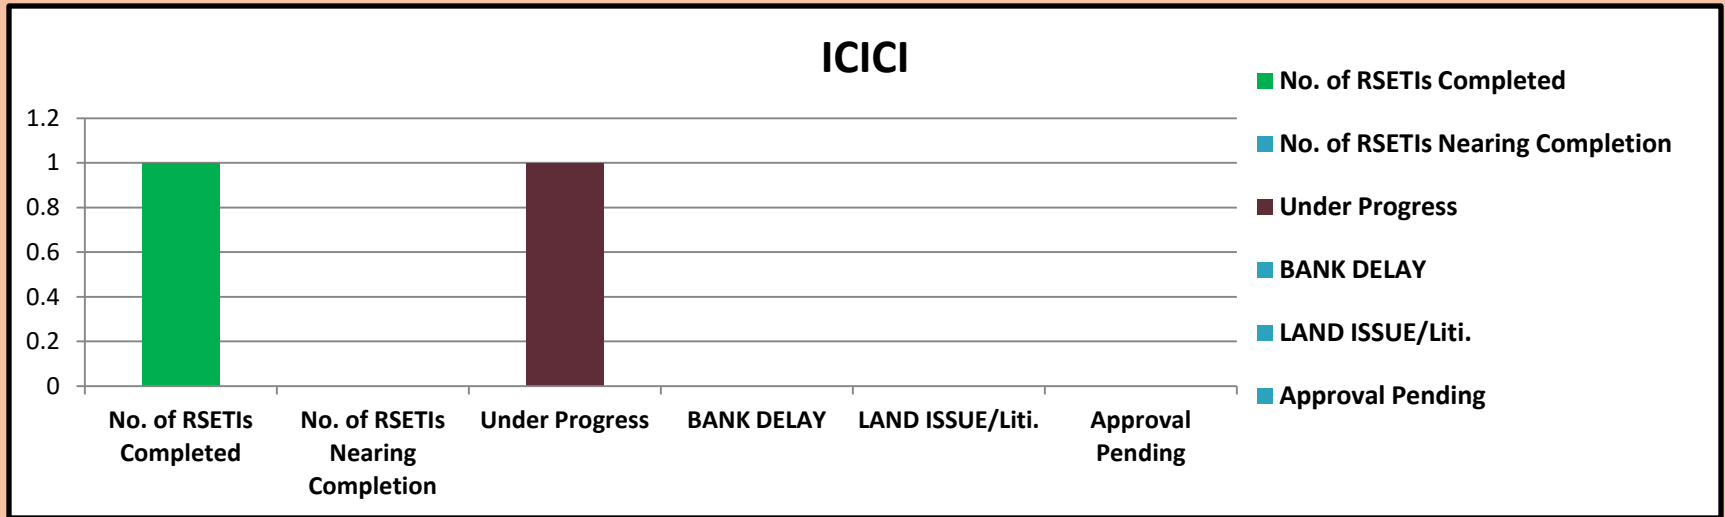 ICICI
1.2
1
0.8
0.6
0.4
0.2
0
No. of RSETIs
Completed
No. of RSETIs
Nearing
Completion
Under Progress
BANK DELAY
LAND ISSUE/Liti.
Approval
Pending
No. of RSETIs Completed
No. of RSETIs Nearing Completion
Under Progress
BANK DELAY
LAND ISSUE/Liti.
Approval Pending